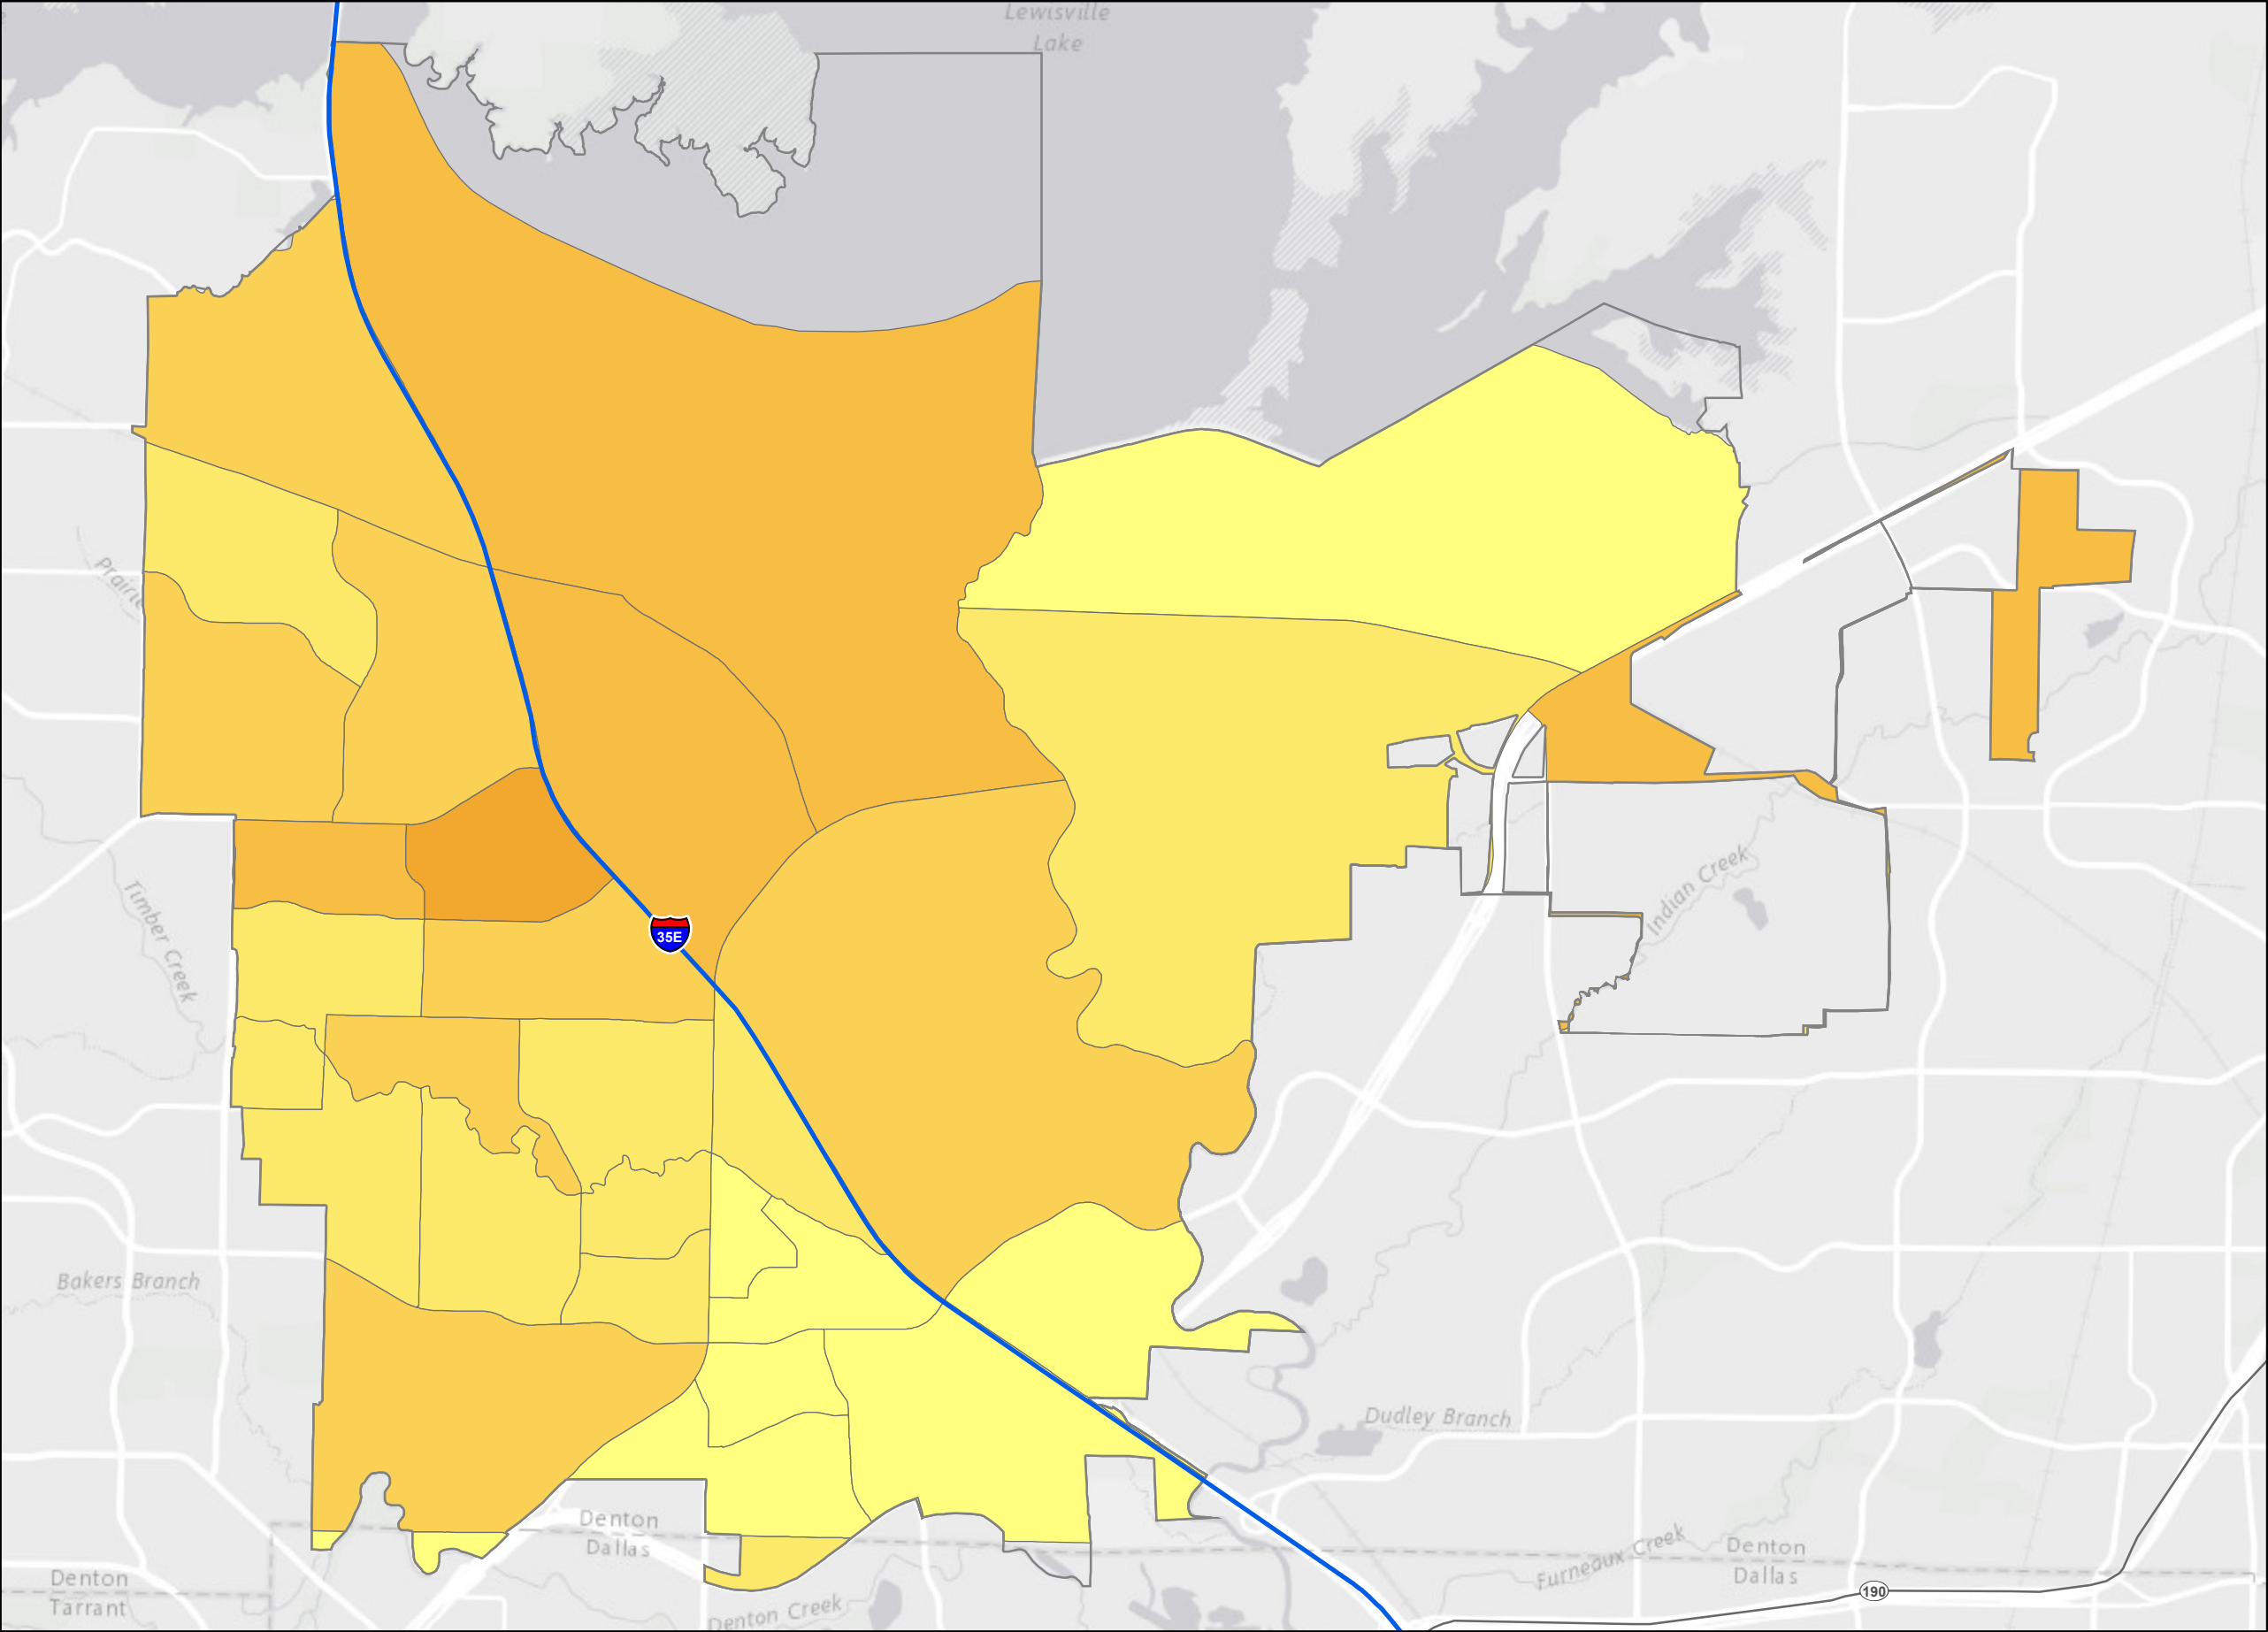 Lewisville
Lake
Prairie
Timber Creek
35E
Indian Creek
Bakers Branch
Dudley Branch
Denton
Dallas
Furneaux Creek
Denton
Dallas
Denton
Tarrant
Denton Creek
190